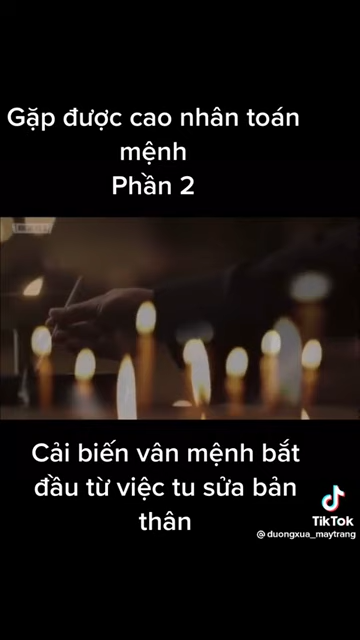 Gặp được cao nhân toán
mệnh
Phần 2
Cải biến vân mệnh bắt
đầu từ việc tu sửa bản
thân
TikTok
@duongxua_maytrang